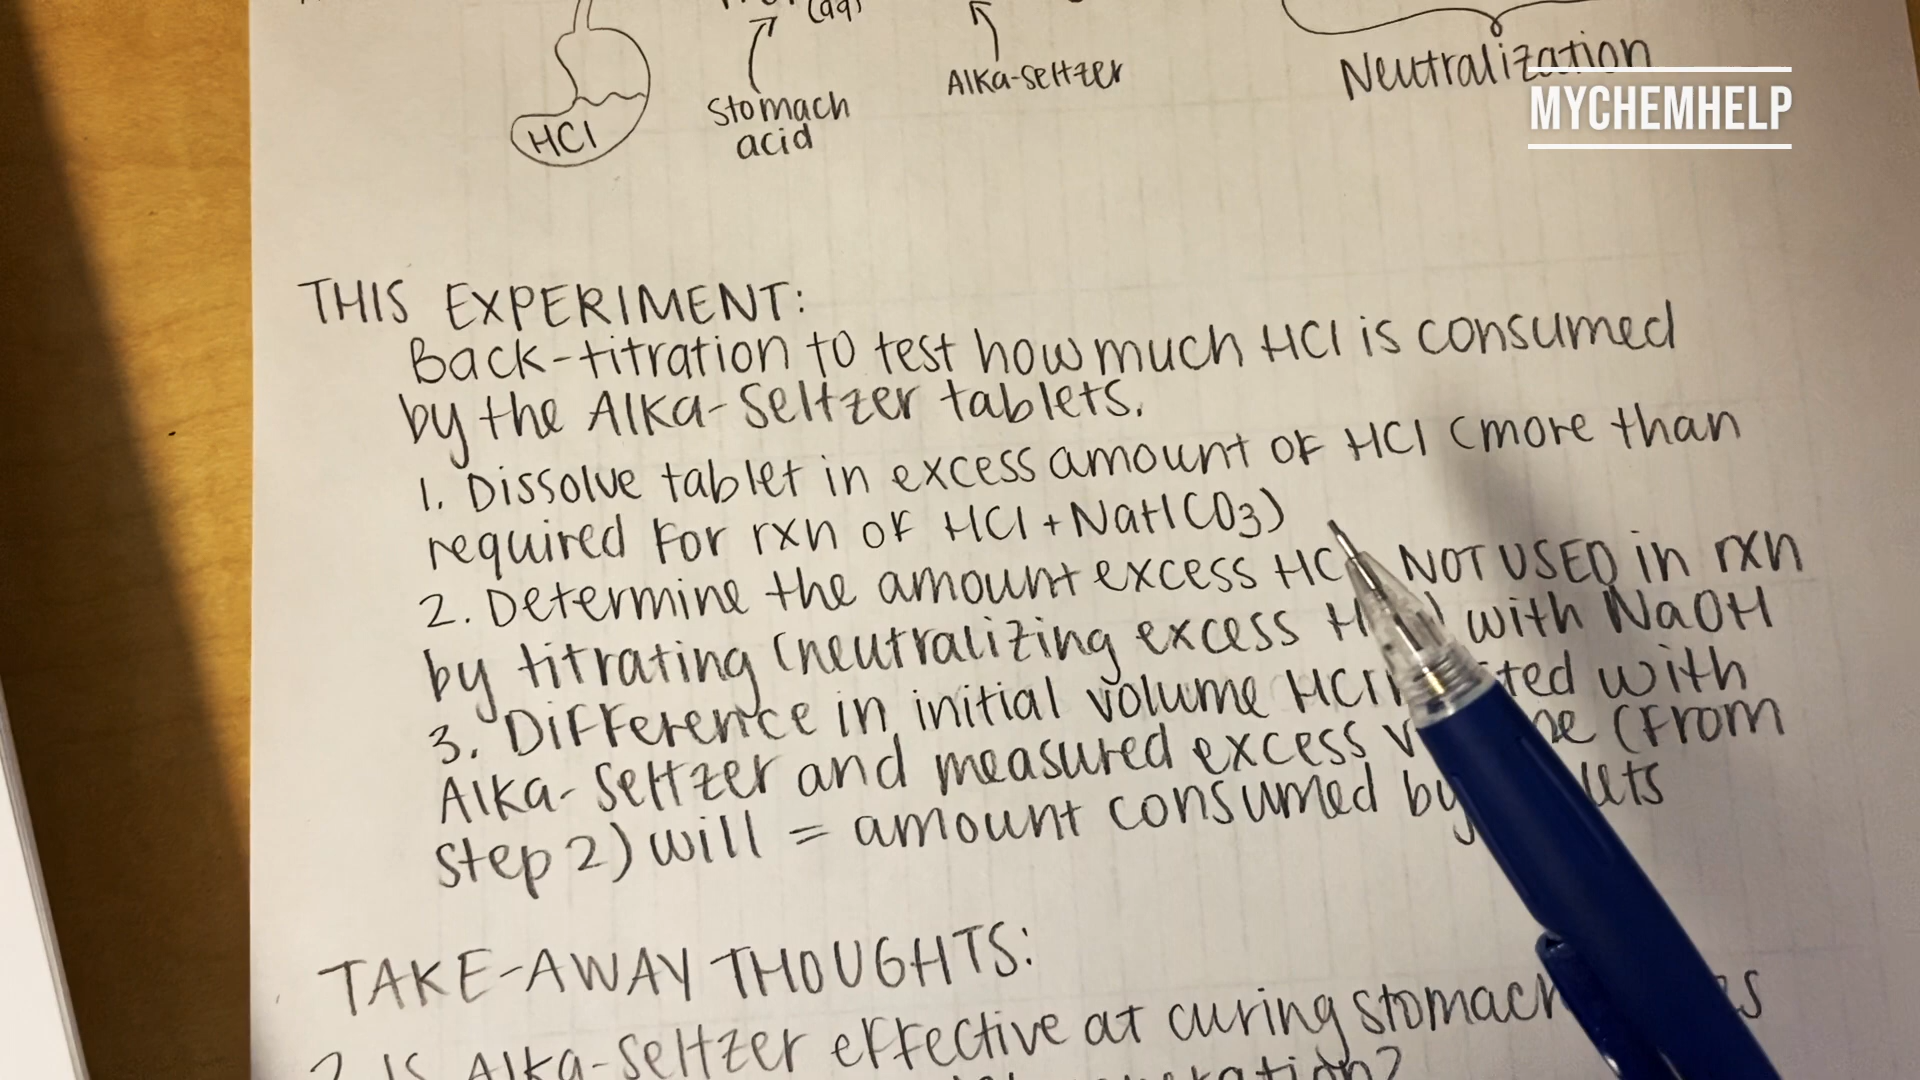 (aq)
Alka-Seltzer
Neutralization
Stomach
acid
HCl
MYCHEMHELP
THIS EXPERIMENT:
Back-titration to test how much HCl is consumed
by the Alka-Seltzer tablets.
1. Dissolve tablet in excess amount of HCl (more than
required for rxn of HCl + NaHCO3)
2. Determine the amount excess NOT USED in rxn
by titrating (neutralizing excess with NaOH
3. Difference in initial volume with
Alka-Seltzer and measured excess (from
step 2) will = amount consumed by
TAKE-AWAY THOUGHTS:
Is Alka-Seltzer effective at curing